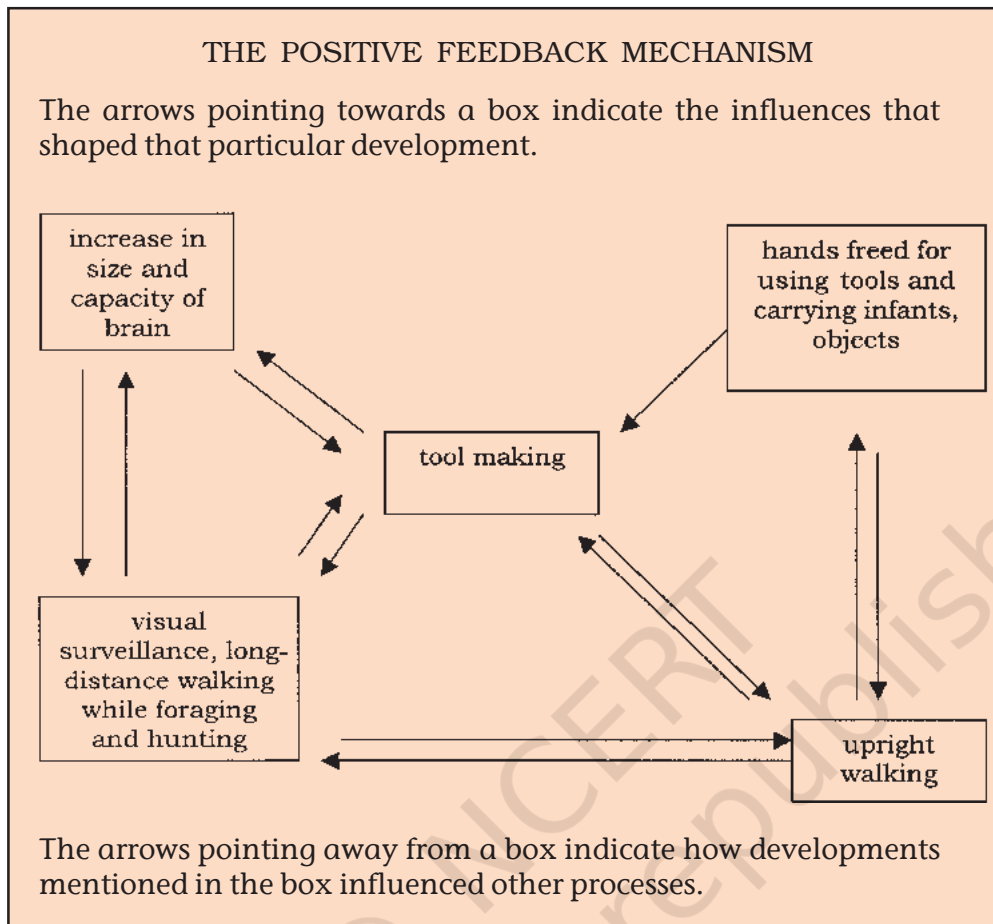 THE POSITIVE FEEDBACK MECHANISM
The arrows pointing towards a box indicate the influences that
shaped that particular development.
increase in
size and
capacity of
brain
hands freed for
using tools and
carrying infants,
objects
tool making
visual
surveillance, long-
distance walking
while foraging
and hunting
upright
walking
The arrows pointing away from a box indicate how developments
mentioned in the box influenced other processes.
NCERT
republish